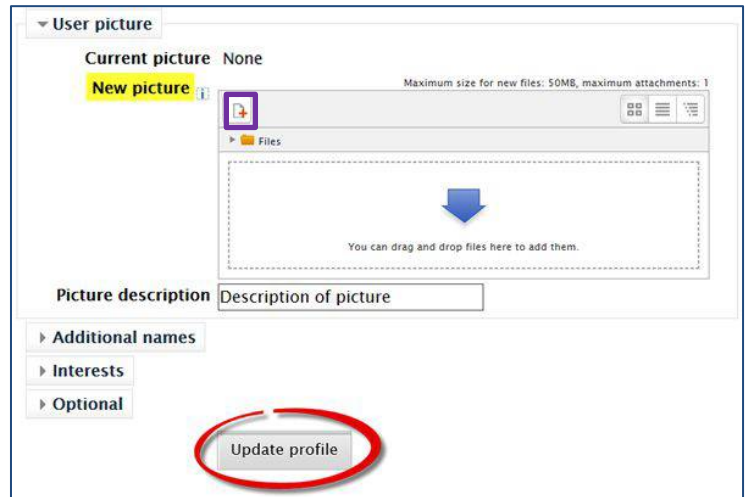 User picture
Current picture None
New picture
Maximum size for new files: 50MB, maximum attachments: 1
Files
You can drag and drop files here to add them.
Picture description Description of picture
Additional names
Interests
Optional
Update profile